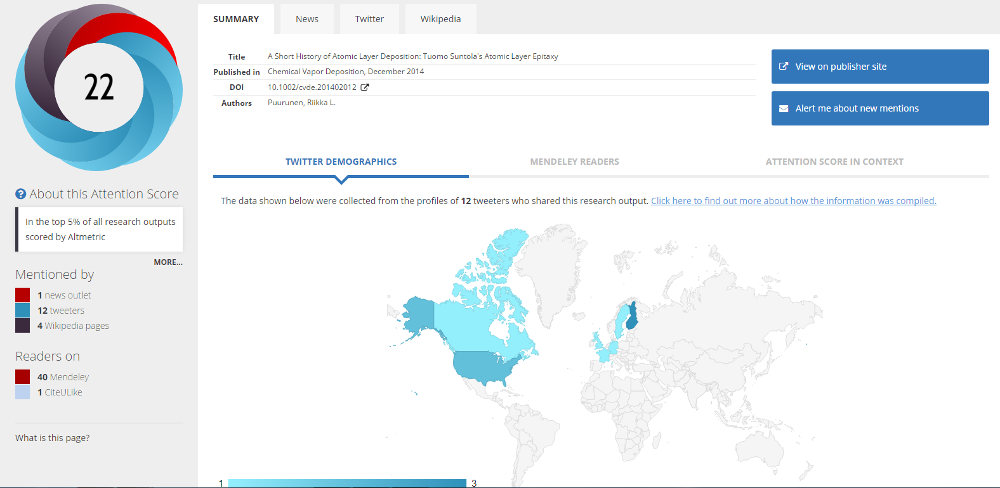 22
About this Attention Score
In the top 5% of all research outputs
scored by Altmetric
MORE...
Mentioned by
1 news outlet
12 tweeters
4 Wikipedia pages
Readers on
40 Mendeley
1 CiteULike
What is this page?
SUMMARY News Twitter Wikipedia
Title A Short History of Atomic Layer Deposition: Tuomo Suntola's Atomic Layer Epitaxy
Published in Chemical Vapor Deposition, December 2014
DOI 10.1002/cvde.201402012
Authors Puurunen, Riikka L.
View on publisher site
Alert me about new mentions
TWITTER DEMOGRAPHICS MENDELEY READERS ATTENTION SCORE IN CONTEXT
The data shown below were collected from the profiles of 12 tweeters who shared this research output. Click here to find out more about how the information was compiled.
1 3